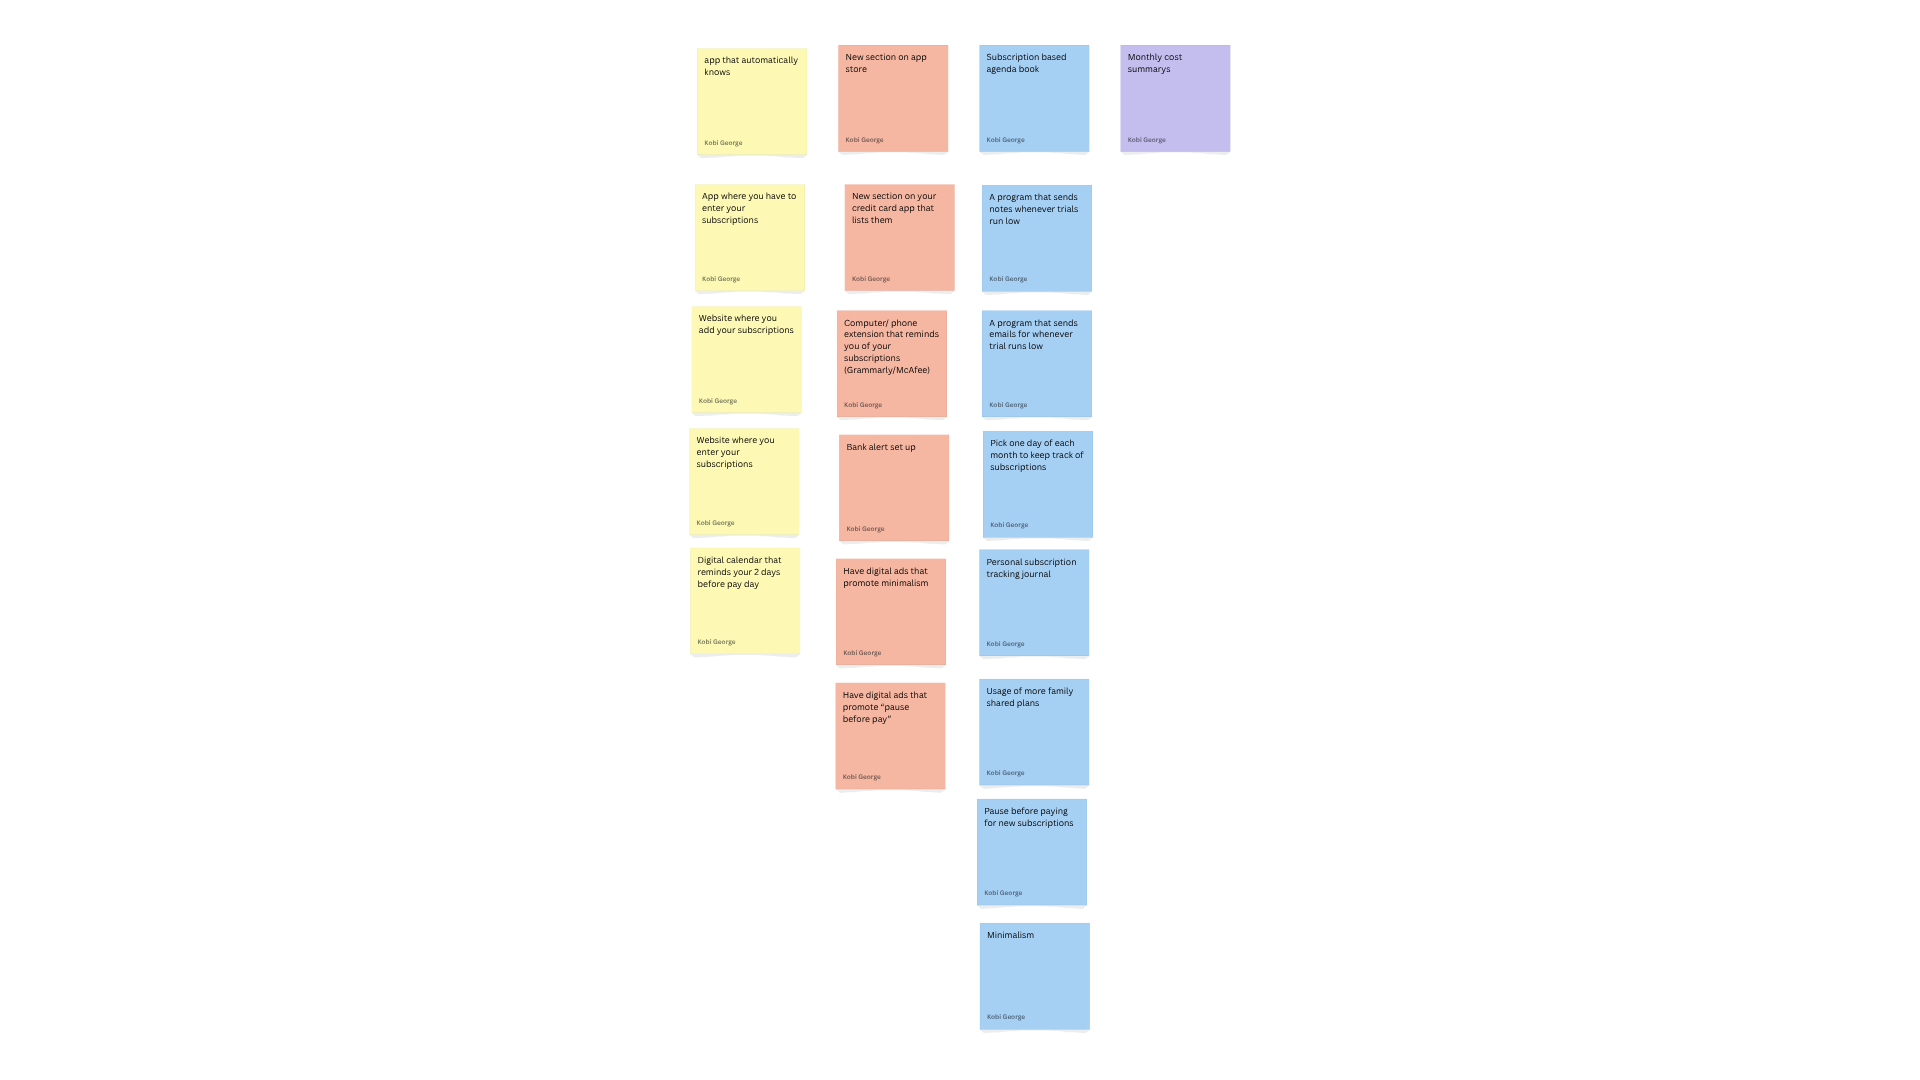 app that automatically
knows
Kobi George
New section on app
store
Kobi George
Subscription based
agenda book
Kobi George
Monthly cost
summarys
Kobi George
App where you have to
enter your
subscriptions
Kobi George
New section on your
credit card app that
lists them
Kobi George
A program that sends
notes whenever trials
run low
Kobi George
Website where you
add your subscriptions
Kobi George
Computer/ phone
extension that reminds
you of your
subscriptions
(Grammarly/McAfee)
Kobi George
A program that sends
emails for whenever
trial runs low
Kobi George
Website where you
enter your
subscriptions
Kobi George
Bank alert set up
Kobi George
Pick one day of each
month to keep track of
subscriptions
Kobi George
Digital calendar that
reminds your 2 days
before pay day
Kobi George
Have digital ads that
promote minimalism
Kobi George
Personal subscription
tracking journal
Kobi George
Have digital ads that
promote “pause
before pay”
Kobi George
Usage of more family
shared plans
Kobi George
Pause before paying
for new subscriptions
Kobi George
Minimalism
Kobi George